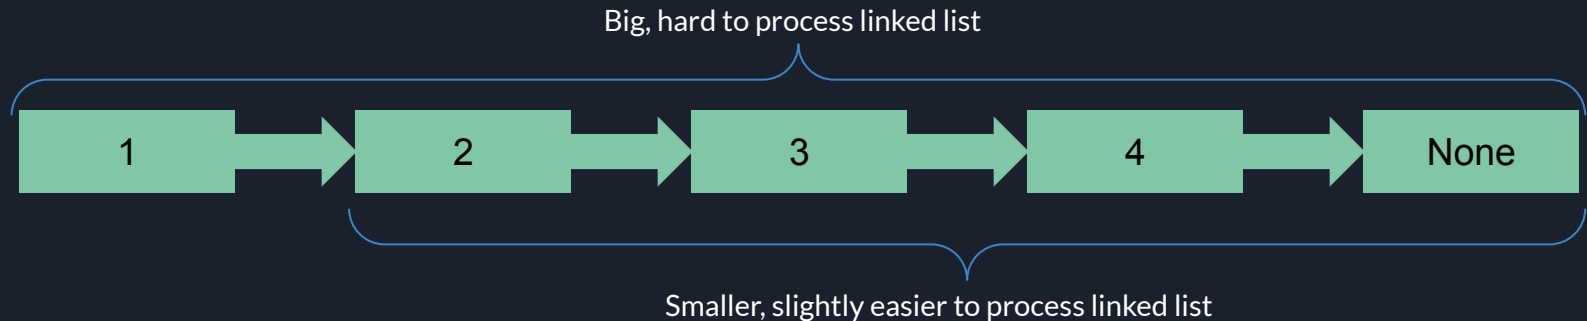 Big, hard to process linked list
1 2 3 4 None
Smaller, slightly easier to process linked list